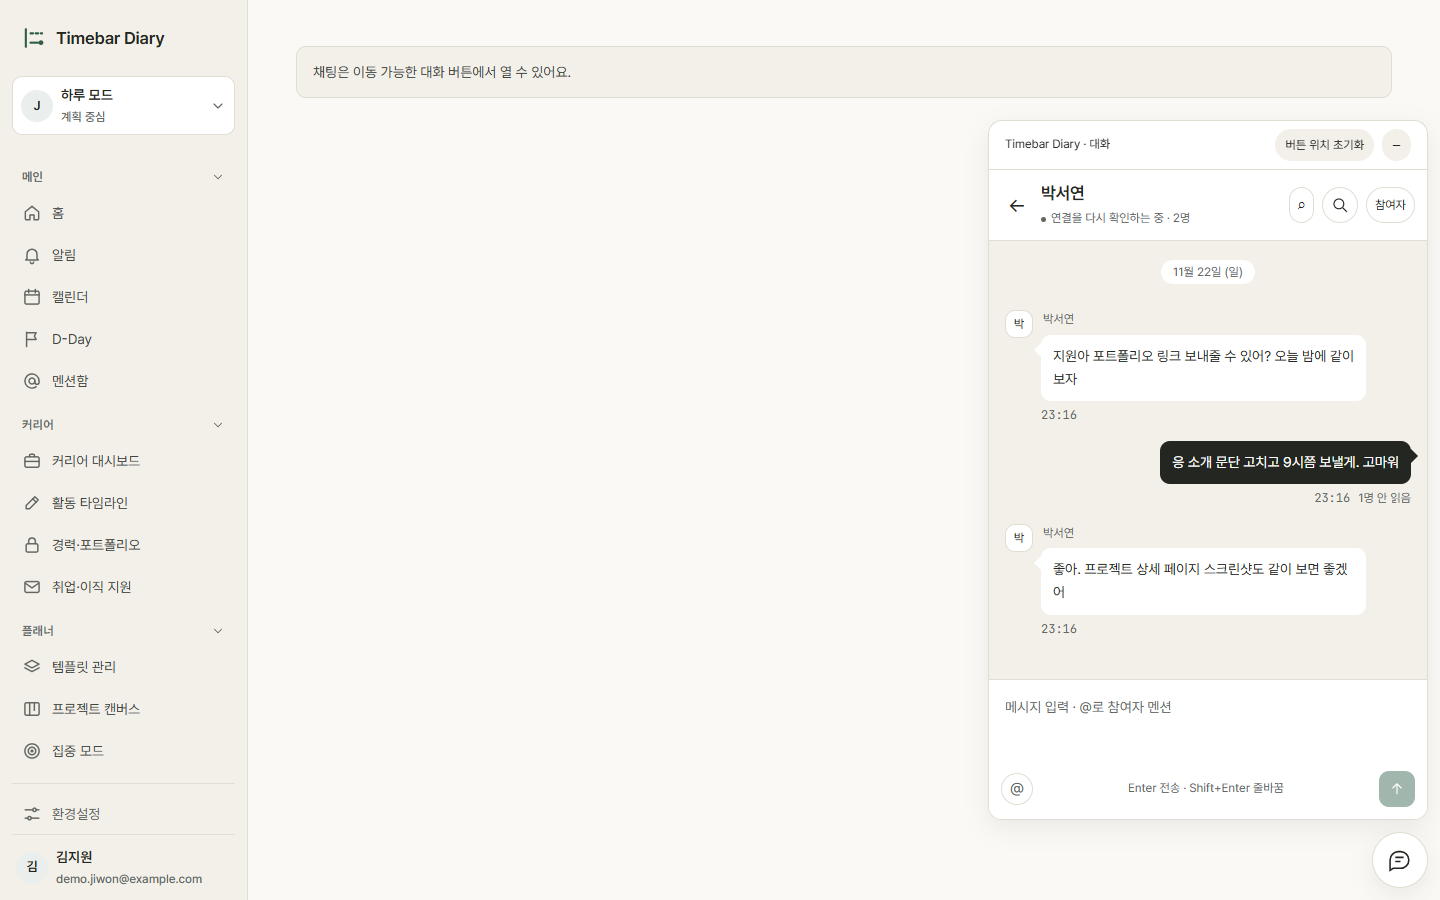 Timebar Diary
J
하루 모드
계획 중심
메인
홈
알림
캘린더
D-Day
멘션함
커리어
커리어 대시보드
활동 타임라인
경력·포트폴리오
취업·이직 지원
플래너
템플릿 관리
프로젝트 캔버스
집중 모드
환경설정
김
김지원
demo.jiwon@example.com
채팅은 이동 가능한 대화 버튼에서 열 수 있어요.
Timebar Diary · 대화
버튼 위치 초기화
–
박서연
연결을 다시 확인하는 중 · 2명
⌕
참여자
11월 22일 (일)
박
박서연
지원아 포트폴리오 링크 보내줄 수 있어? 오늘 밤에 같이
보자
23:16
응 소개 문단 고치고 9시쯤 보낼게. 고마워
23:16 1명 안 읽음
박
박서연
좋아. 프로젝트 상세 페이지 스크린샷도 같이 보면 좋겠
어
23:16
메시지 입력 · @로 참여자 멘션
@
Enter 전송 · Shift+Enter 줄바꿈